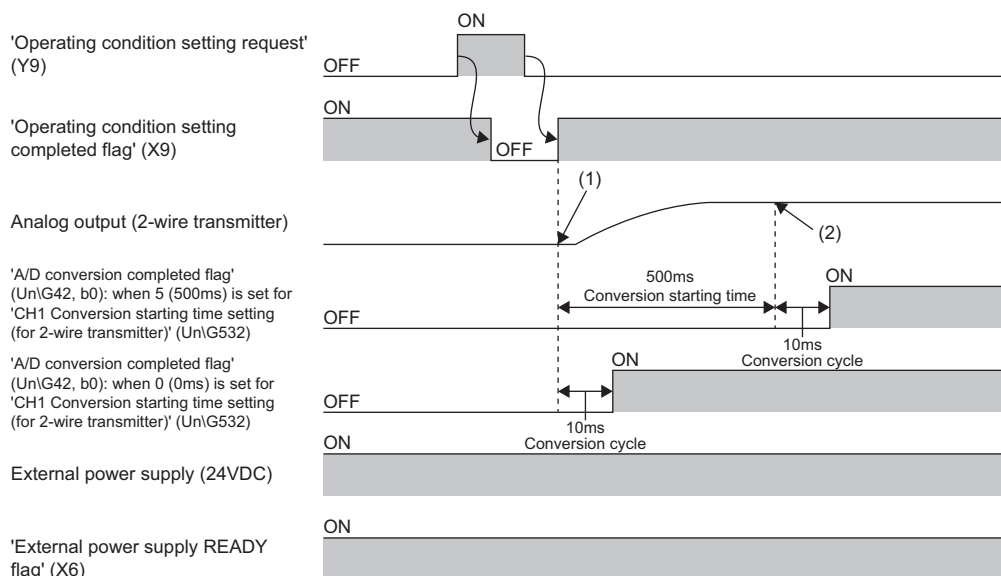 ON
'Operating condition setting request'
(Y9)
OFF
ON
'Operating condition setting
completed flag' (X9)
OFF
(1)
Analog output (2-wire transmitter)
(2)
'A/D conversion completed flag'
(Un\G42, b0): when 5 (500ms) is set for
'CH1 Conversion starting time setting
(for 2-wire transmitter)' (Un\G532)
500ms
Conversion starting time
ON
OFF
10ms
Conversion cycle
'A/D conversion completed flag'
(Un\G42, b0): when 0 (0ms) is set for
'CH1 Conversion starting time setting
(for 2-wire transmitter)' (Un\G532)
ON
OFF
10ms
Conversion cycle
ON
External power supply (24VDC)
ON
'External power supply READY
flag' (X6)